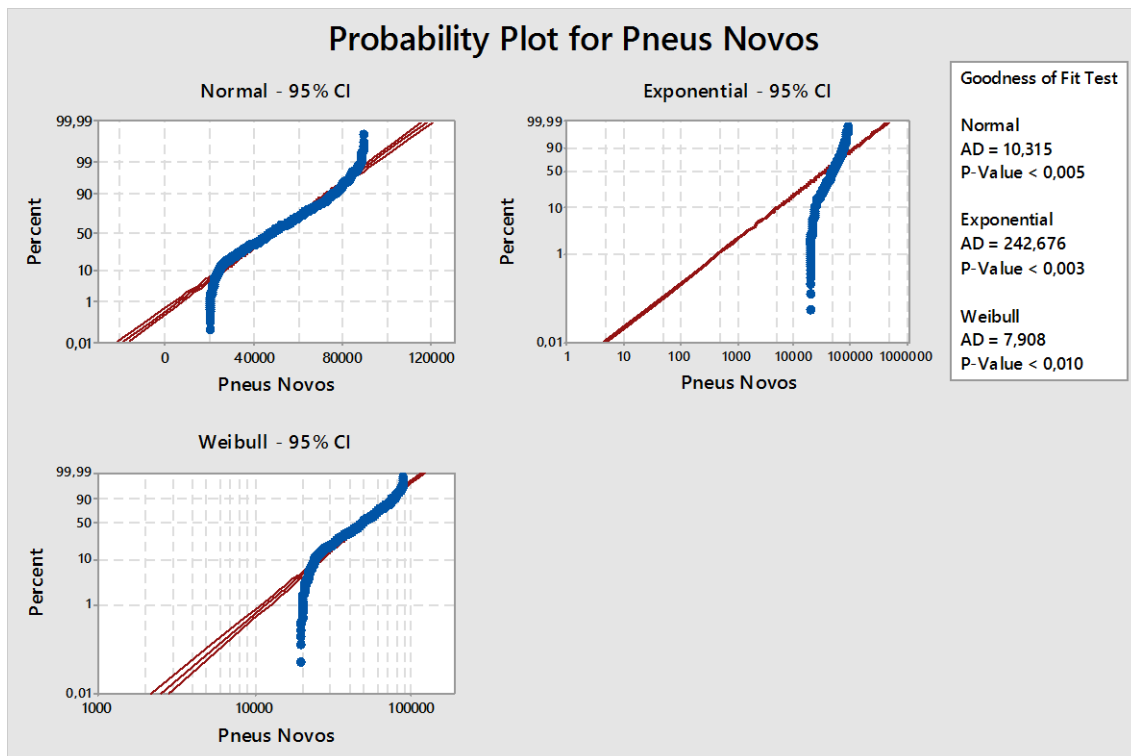 Probability Plot for Pneus Novos
Normal - 95% CI
99,99
99
90
50
10
1
0,01
Percent
0
40000
80000
120000
Pneus Novos
Exponential - 95% CI
99,99
90
50
10
1
0,01
Percent
1
10
100
1000
10000
100000
1000000
Pneus Novos
Goodness of Fit Test
Normal
AD = 10,315
P-Value < 0,005
Exponential
AD = 242,676
P-Value < 0,003
Weibull
AD = 7,908
P-Value < 0,010
Weibull - 95% CI
99,99
90
50
10
1
0,01
Percent
1000
10000
100000
Pneus Novos